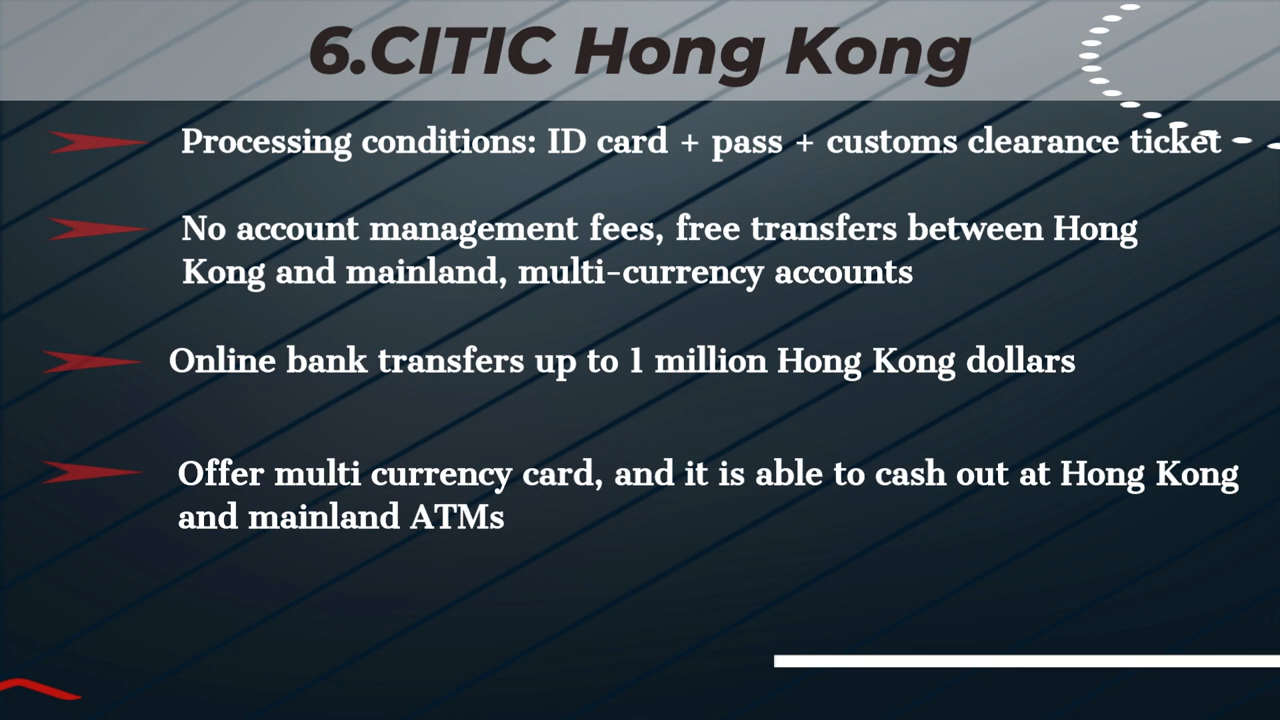 6.CITIC Hong Kong
Processing conditions: ID card + pass + customs clearance ticket
No account management fees, free transfers between Hong
Kong and mainland, multi-currency accounts
Online bank transfers up to 1 million Hong Kong dollars
Offer multi currency card, and it is able to cash out at Hong Kong
and mainland ATMs